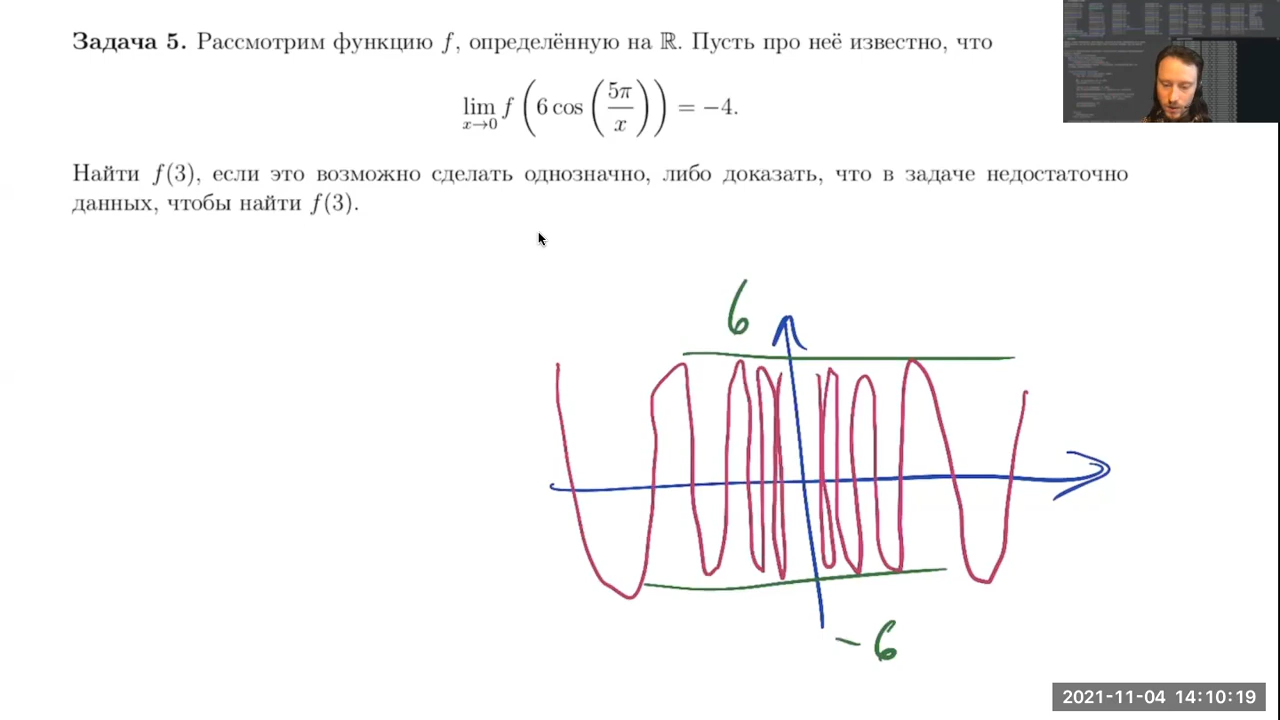 Задача 5. Рассмотрим функцию f, определённую на ℝ. Пусть про неё известно, что
lim x→0 f (6 cos (5π/x)) = −4.
Найти f(3), если это возможно сделать однозначно, либо доказать, что в задаче недостаточно
данных, чтобы найти f(3).
6
−6
2021-11-04 14:10:19